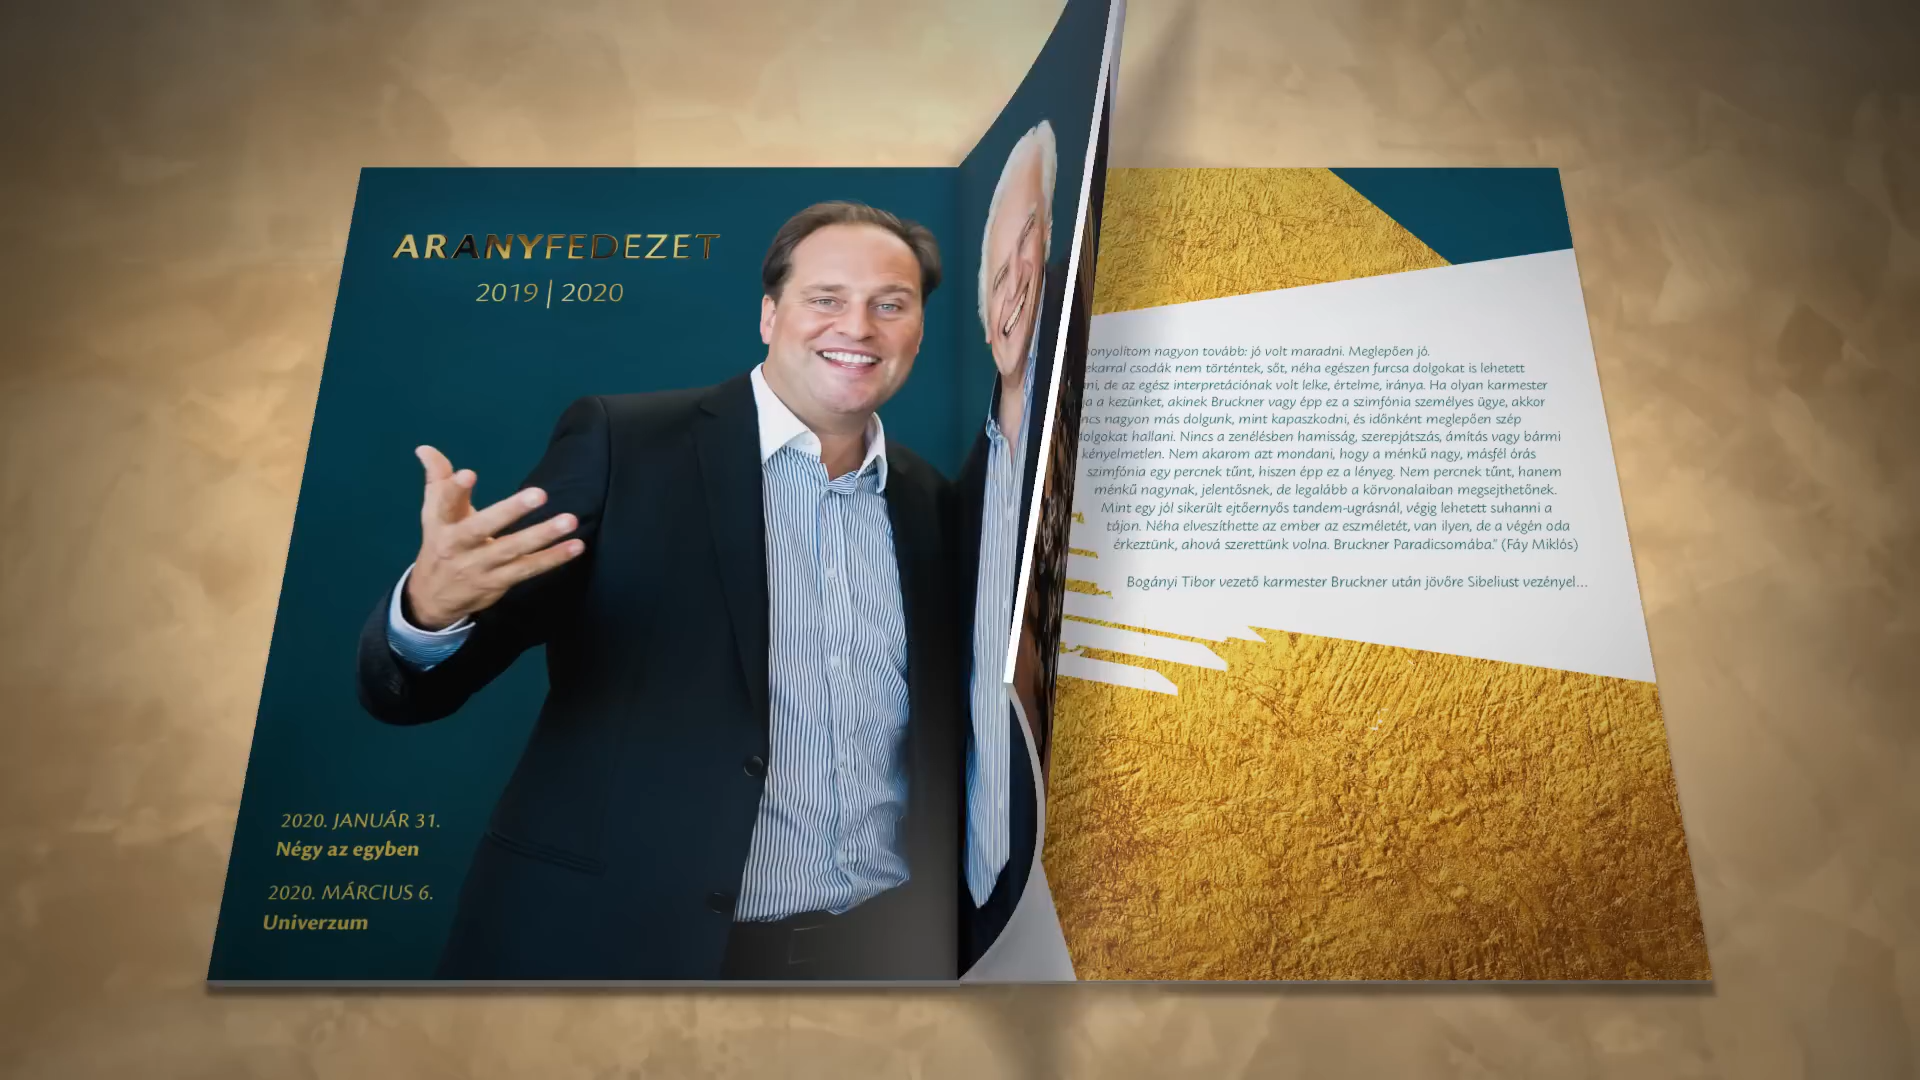 ARANYFEDEZET
2019 | 2020
2020. JANUÁR 31.
Négy az egyben
2020. MÁRCIUS 6.
Univerzum
nagyon tovább: jó volt maradni. Meglepően jó.
csodák nem történtek, sőt, néha egészen furcsa dolgokat is lehetett
de az egész interpretációnak volt lelke, értelme, iránya. Ha olyan karmester
a kezünket, akinek Bruckner vagy épp ez a szimfónia személyes ügye, akkor
nagyon más dolgunk, mint kapaszkodni, és időnként meglepően szép
dolgokat hallani. Nincs a zenélésben hamisság, szerepjátszás, ámítás vagy bármi
kényelmetlen. Nem akarom azt mondani, hogy a ménkű nagy, másfél órás
szimfónia egy percnek tűnt, hiszen épp ez a lényeg. Nem percnek tűnt, hanem
ménkű nagynak, jelentősnek, de legalább a körvonalaiban megsejthetőnek.
Mint egy jól sikerült ejtőernyős tandem-ugrásnál, végig lehetett suhanni a
tájon. Néha elveszíthette az ember az eszméletét, van ilyen, de a végén oda
érkeztünk, ahová szerettünk volna. Bruckner Paradicsomába." (Fáy Miklós)
Bogányi Tibor vezető karmester Bruckner után jövőre Sibeliust vezényel...